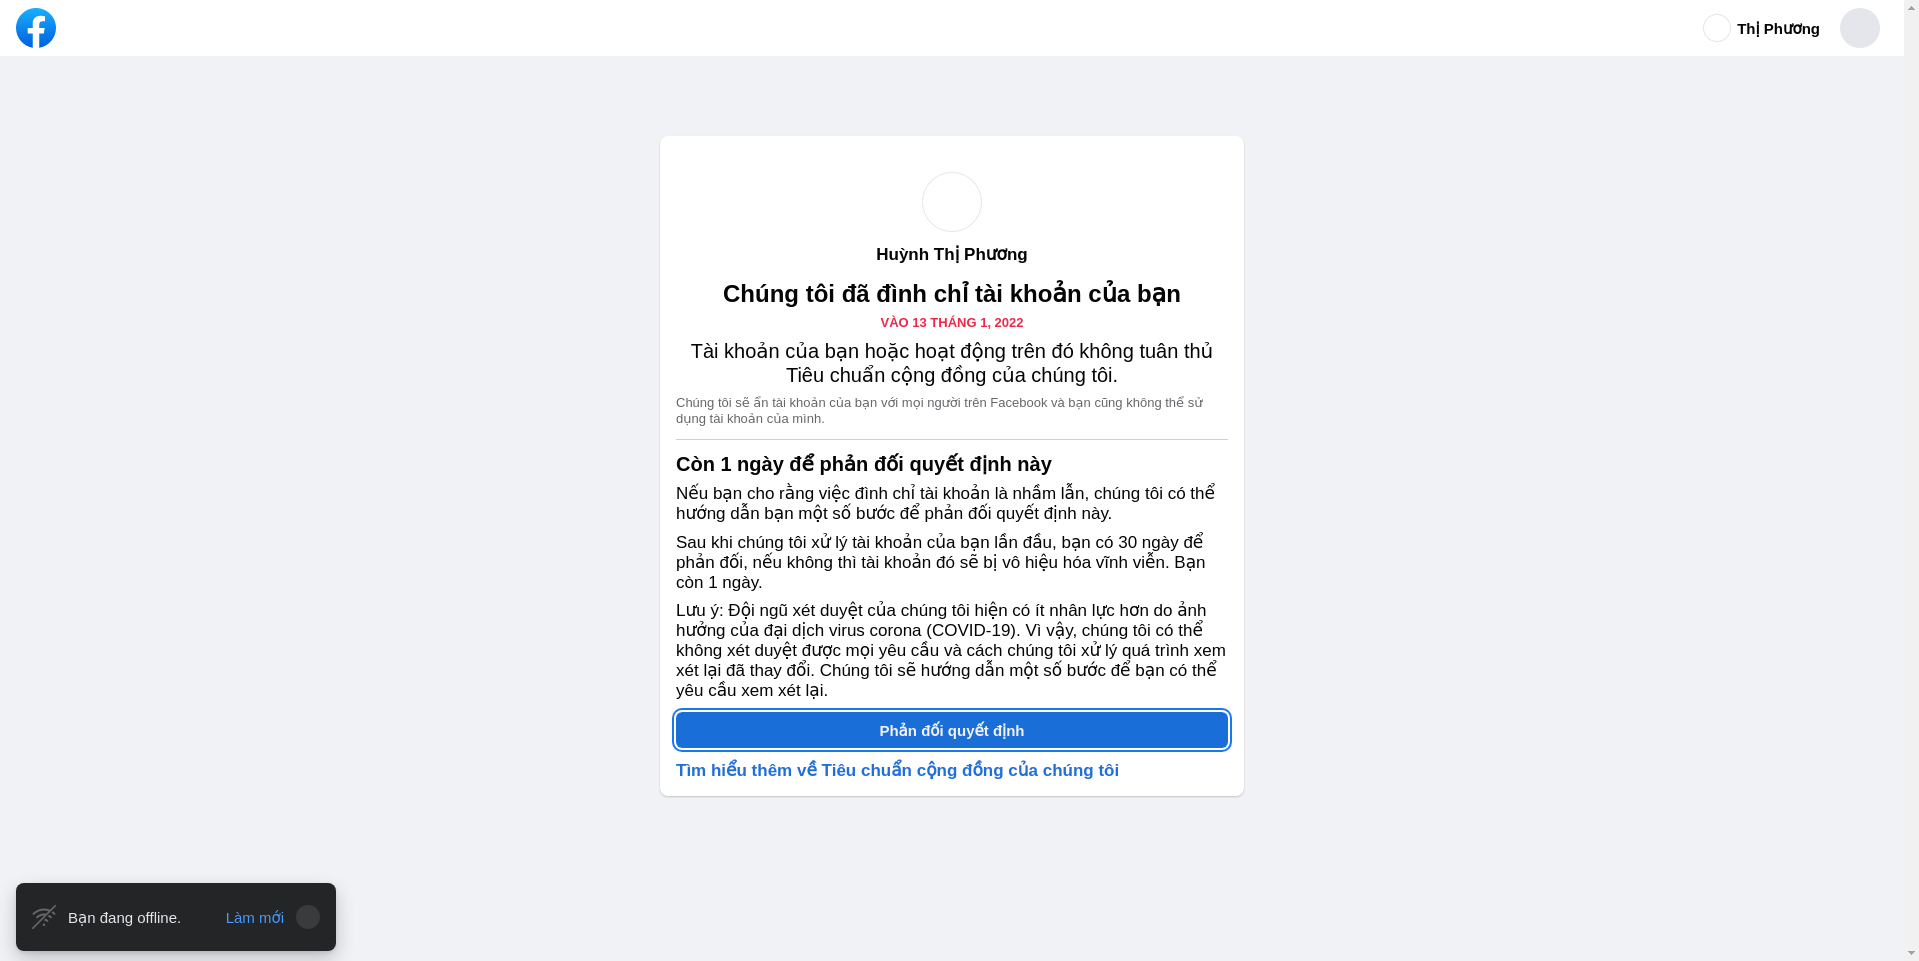 Thị Phương
Huỳnh Thị Phương
Chúng tôi đã đình chỉ tài khoản của bạn
VÀO 13 THÁNG 1, 2022
Tài khoản của bạn hoặc hoạt động trên đó không tuân thủ
Tiêu chuẩn cộng đồng của chúng tôi.
Chúng tôi sẽ ẩn tài khoản của bạn với mọi người trên Facebook và bạn cũng không thể sử
dụng tài khoản của mình.
Còn 1 ngày để phản đối quyết định này
Nếu bạn cho rằng việc đình chỉ tài khoản là nhầm lẫn, chúng tôi có thể
hướng dẫn bạn một số bước để phản đối quyết định này.
Sau khi chúng tôi xử lý tài khoản của bạn lần đầu, bạn có 30 ngày để
phản đối, nếu không thì tài khoản đó sẽ bị vô hiệu hóa vĩnh viễn. Bạn
còn 1 ngày.
Lưu ý: Đội ngũ xét duyệt của chúng tôi hiện có ít nhân lực hơn do ảnh
hưởng của đại dịch virus corona (COVID-19). Vì vậy, chúng tôi có thể
không xét duyệt được mọi yêu cầu và cách chúng tôi xử lý quá trình xem
xét lại đã thay đổi. Chúng tôi sẽ hướng dẫn một số bước để bạn có thể
yêu cầu xem xét lại.
Phản đối quyết định
Tìm hiểu thêm về Tiêu chuẩn cộng đồng của chúng tôi
Bạn đang offline. Làm mới